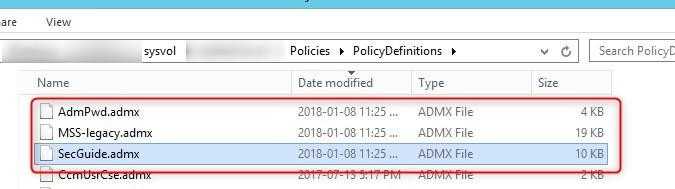 are View
sysvol Policies PolicyDefinitions Search PolicyD
Name Date modified Type Size
AdmPwd.admx 2018-01-08 11:25 ... ADMX File 4 KB
MSS-legacy.admx 2018-01-08 11:25 ... ADMX File 19 KB
SecGuide.admx 2018-01-08 11:25 ... ADMX File 10 KB
CcmUsrCse.admx 2017-07-13 5:17 PM ADMX File 2 KB